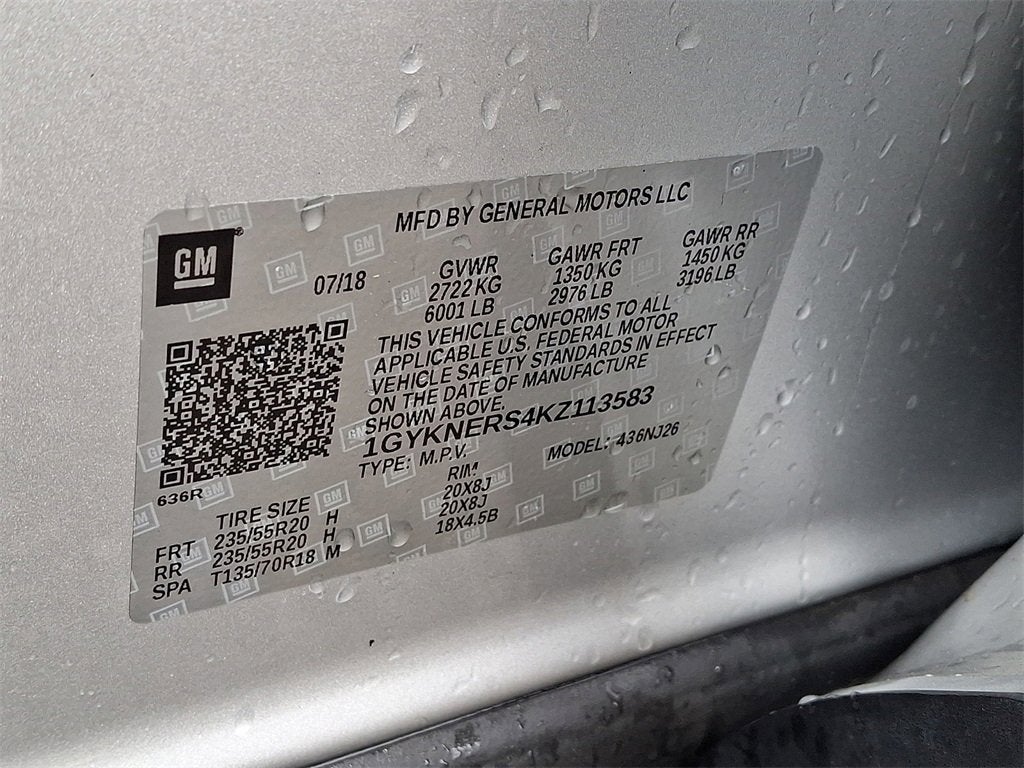 MFD BY GENERAL MOTORS LLC
GM
07/18
GVWR
2722 KG
6001 LB
GAWR FRT
1350 KG
2976 LB
GAWR RR
1450 KG
3196 LB
THIS VEHICLE CONFORMS TO ALL
APPLICABLE U.S. FEDERAL MOTOR
VEHICLE SAFETY STANDARDS IN EFFECT
ON THE DATE OF MANUFACTURE
SHOWN ABOVE.
1GYKNERS4KZ113583
TYPE: M.P.V. MODEL: 436NJ26
636R
TIRE SIZE RIM
FRT 235/55R20 H 20X8J
RR 235/55R20 H 20X8J
SPA T135/70R18 M 18X4.5B